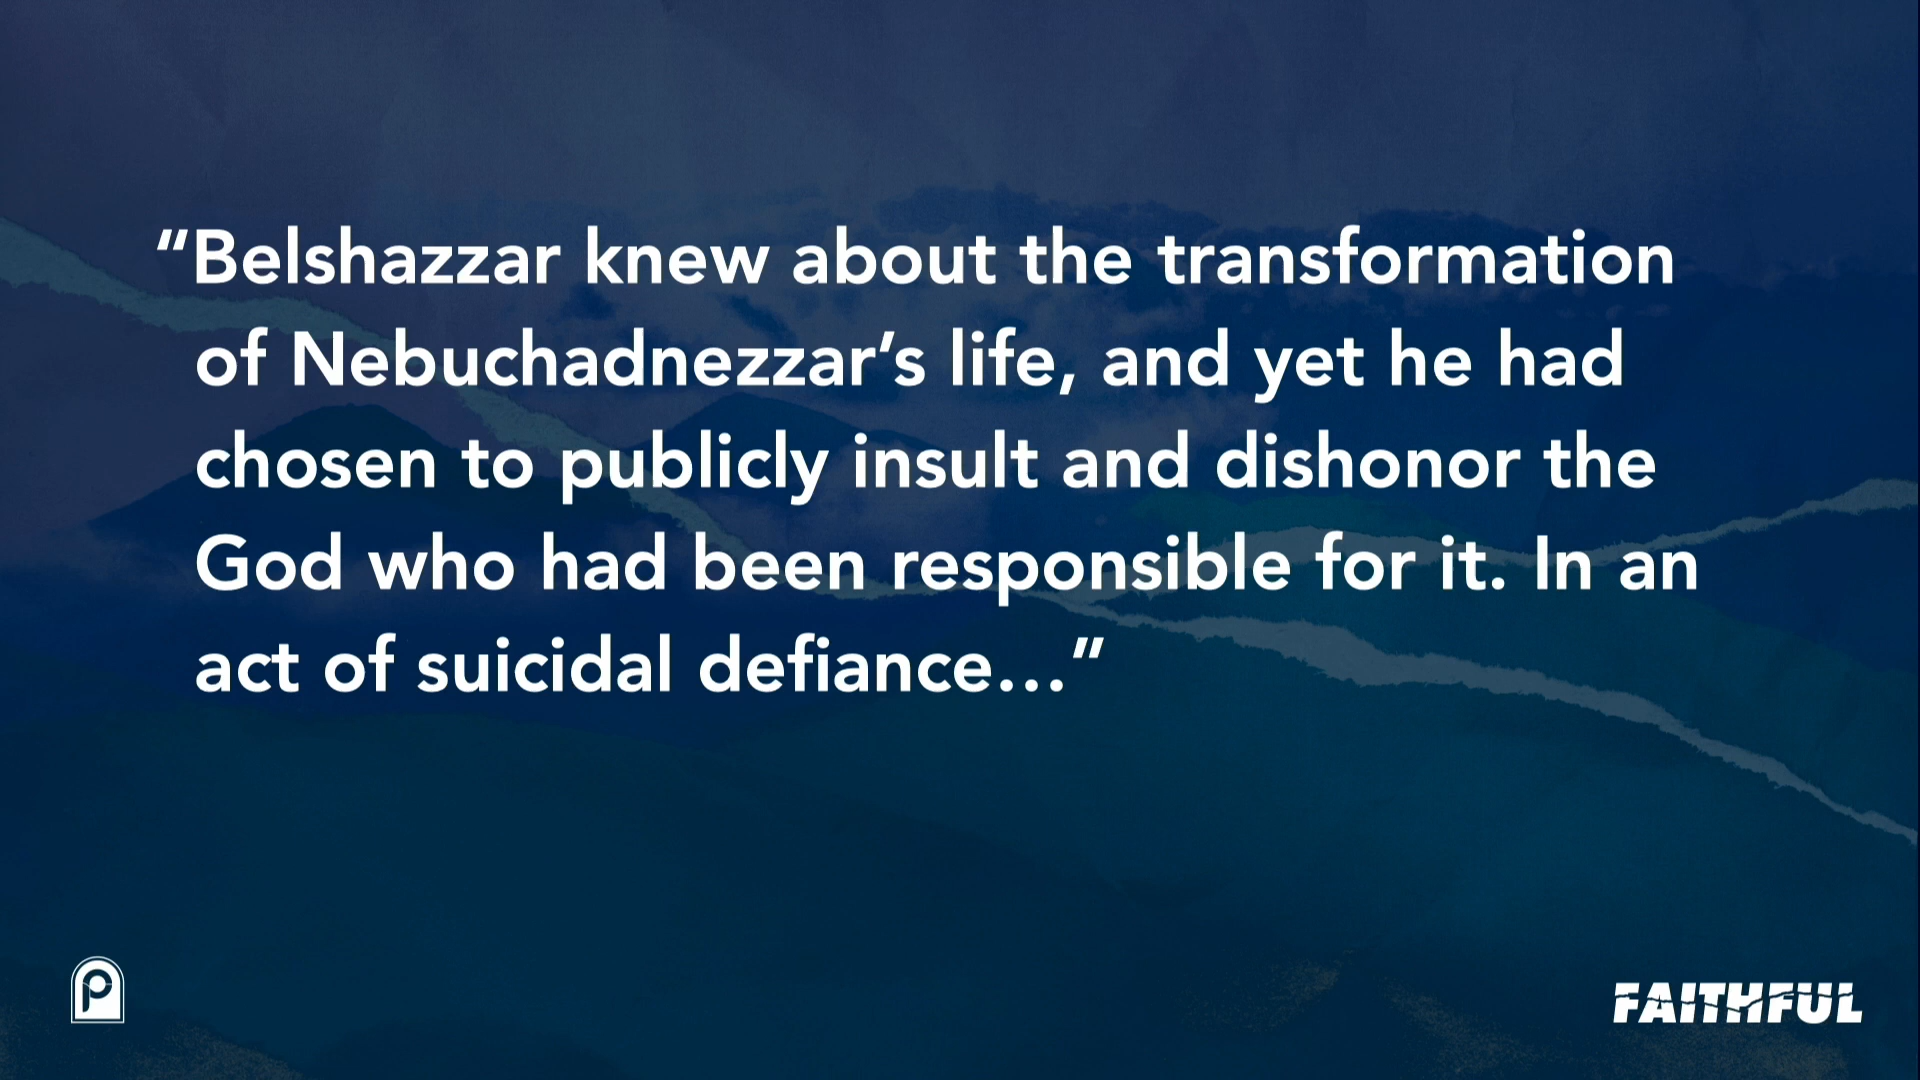 “Belshazzar knew about the transformation
of Nebuchadnezzar’s life, and yet he had
chosen to publicly insult and dishonor the
God who had been responsible for it. In an
act of suicidal defiance…”
P
FAITHFUL